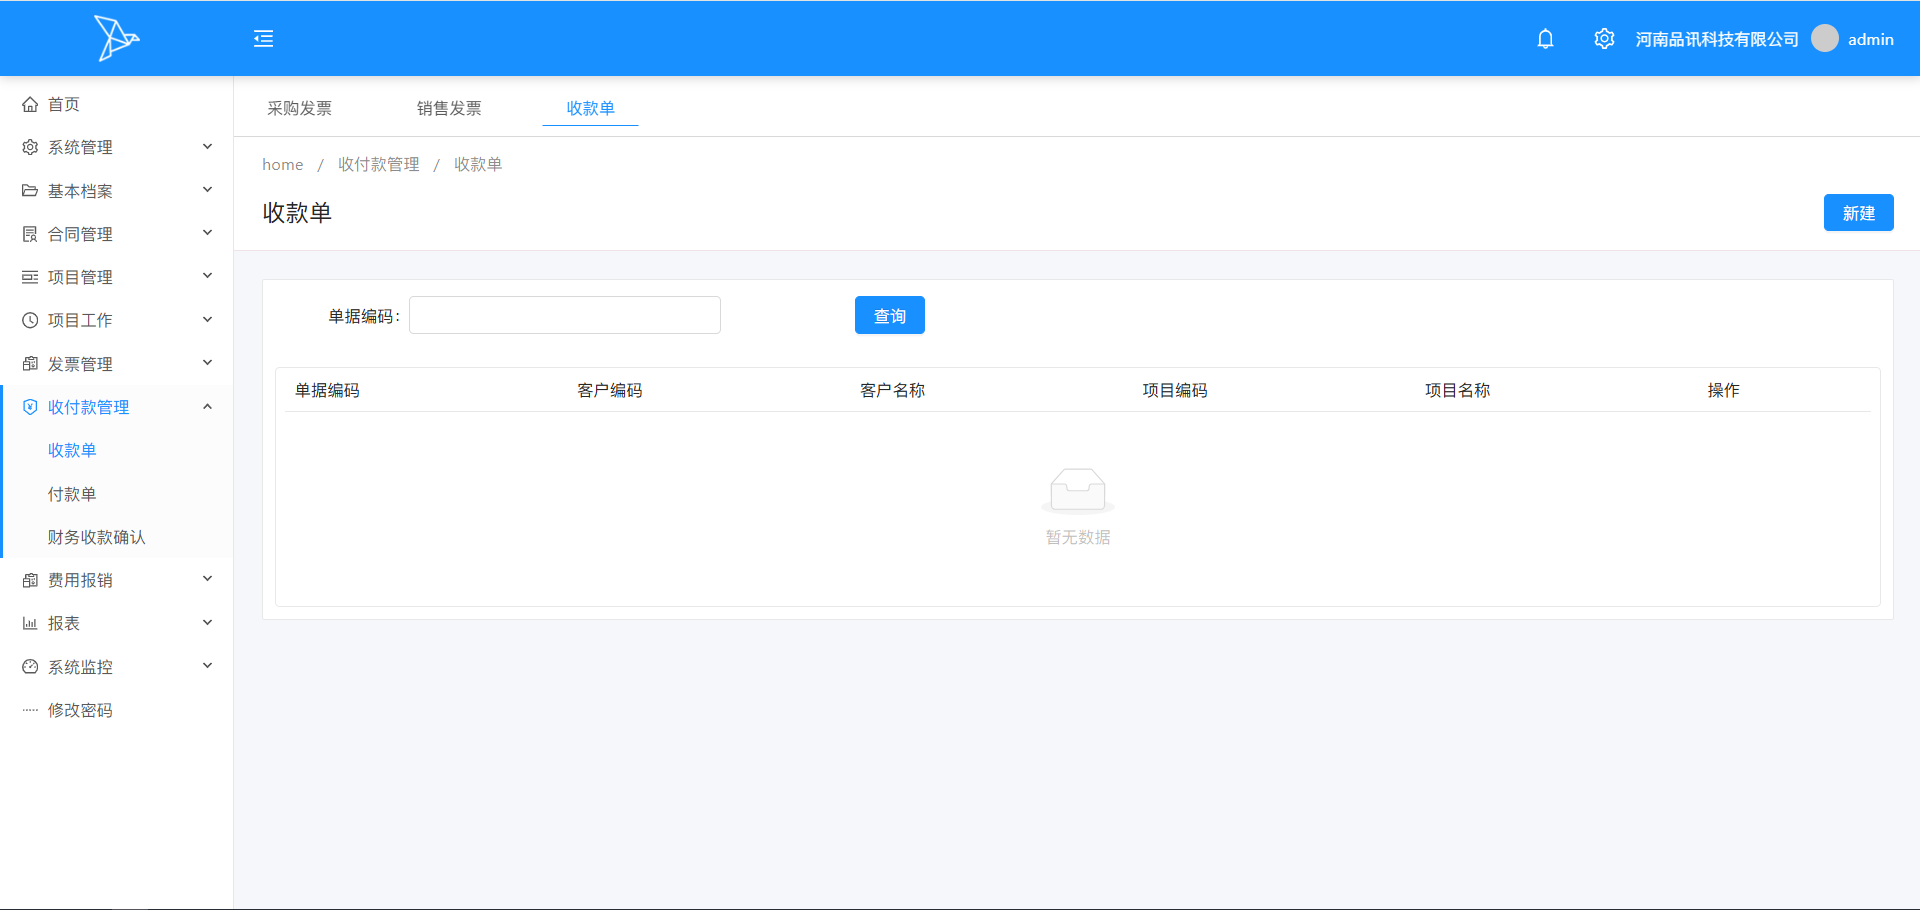 河南品讯科技有限公司 admin
首页
系统管理
基本档案
合同管理
项目管理
项目工作
发票管理
收付款管理
收款单
付款单
财务收款确认
费用报销
报表
系统监控
修改密码
采购发票 销售发票 收款单
home / 收付款管理 / 收款单
收款单 新建
单据编码: 查询
单据编码 客户编码 客户名称 项目编码 项目名称 操作
暂无数据